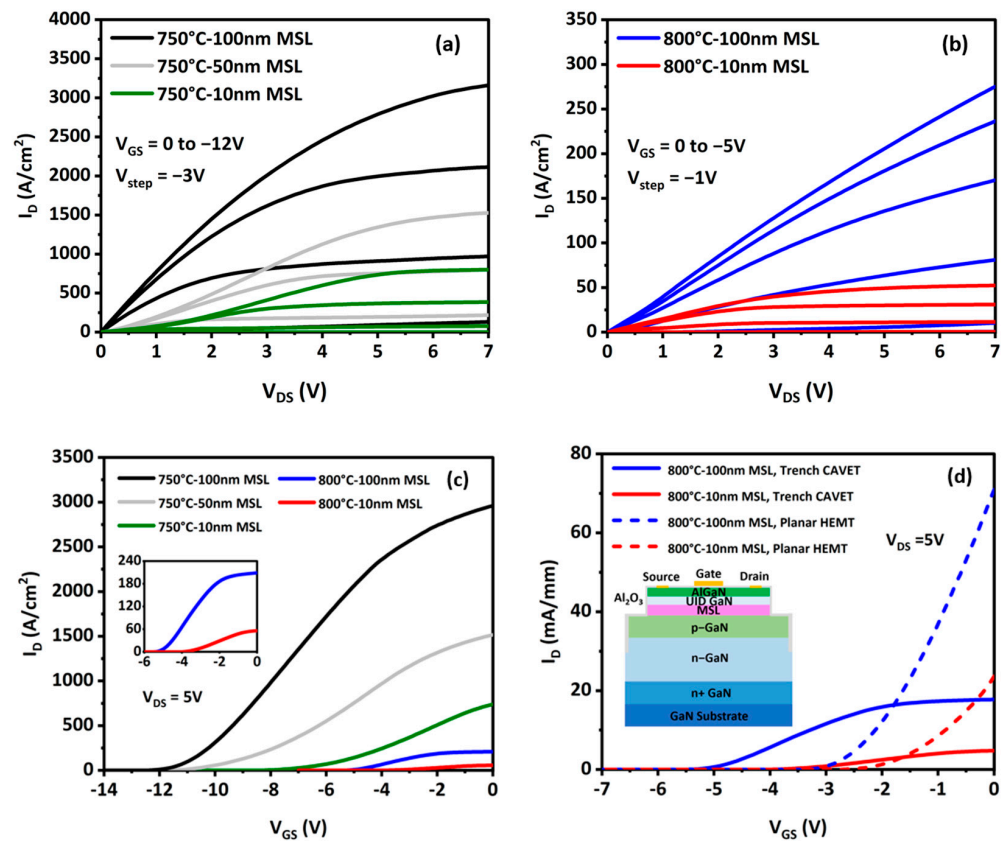 (a)
750°C-100nm MSL
750°C-50nm MSL
750°C-10nm MSL
V_GS = 0 to −12V
V_step = −3V
4000
3500
3000
2500
2000
1500
1000
500
0
I_D (A/cm²)
0 1 2 3 4 5 6 7
V_DS (V)
(b)
800°C-100nm MSL
800°C-10nm MSL
V_GS = 0 to −5V
V_step = −1V
350
300
250
200
150
100
50
0
I_D (A/cm²)
0 1 2 3 4 5 6 7
V_DS (V)
(c)
750°C-100nm MSL 800°C-100nm MSL
750°C-50nm MSL 800°C-10nm MSL
750°C-10nm MSL
240
180
120
60
0
-6 -4 -2 0
V_DS = 5V
3500
3000
2500
2000
1500
1000
500
0
I_D (A/cm²)
-14 -12 -10 -8 -6 -4 -2 0
V_GS (V)
(d)
800°C-100nm MSL, Trench CAVET
800°C-10nm MSL, Trench CAVET
800°C-100nm MSL, Planar HEMT
800°C-10nm MSL, Planar HEMT
V_DS =5V
Source Gate Drain
AlGaN
Al₂O₃ UID GaN
MSL
p−GaN
n−GaN
n+ GaN
GaN Substrate
80
60
40
20
0
I_D (mA/mm)
-7 -6 -5 -4 -3 -2 -1 0
V_GS (V)